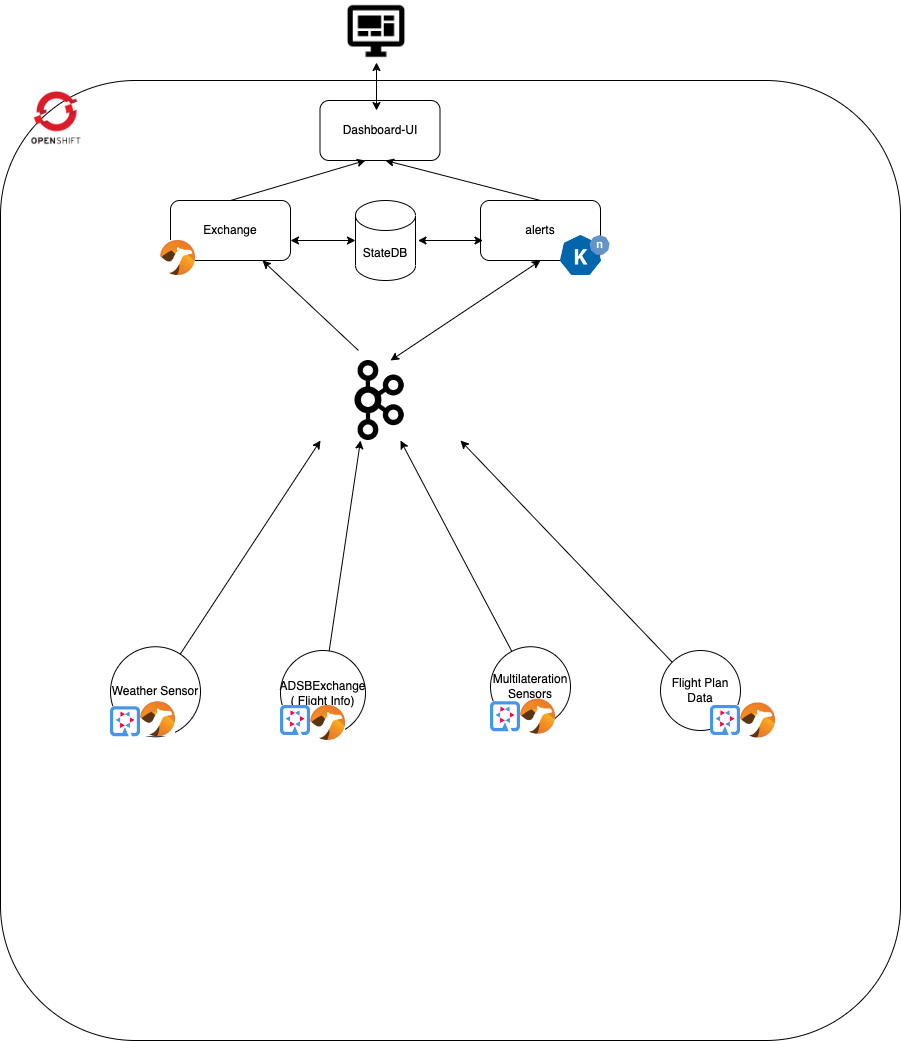 OPENSHIFT
Dashboard-UI
Exchange
StateDB
alerts
n
K
Weather Sensor
ADSBExchange
( Flight Info)
Multilateration
Sensors
Flight Plan
Data